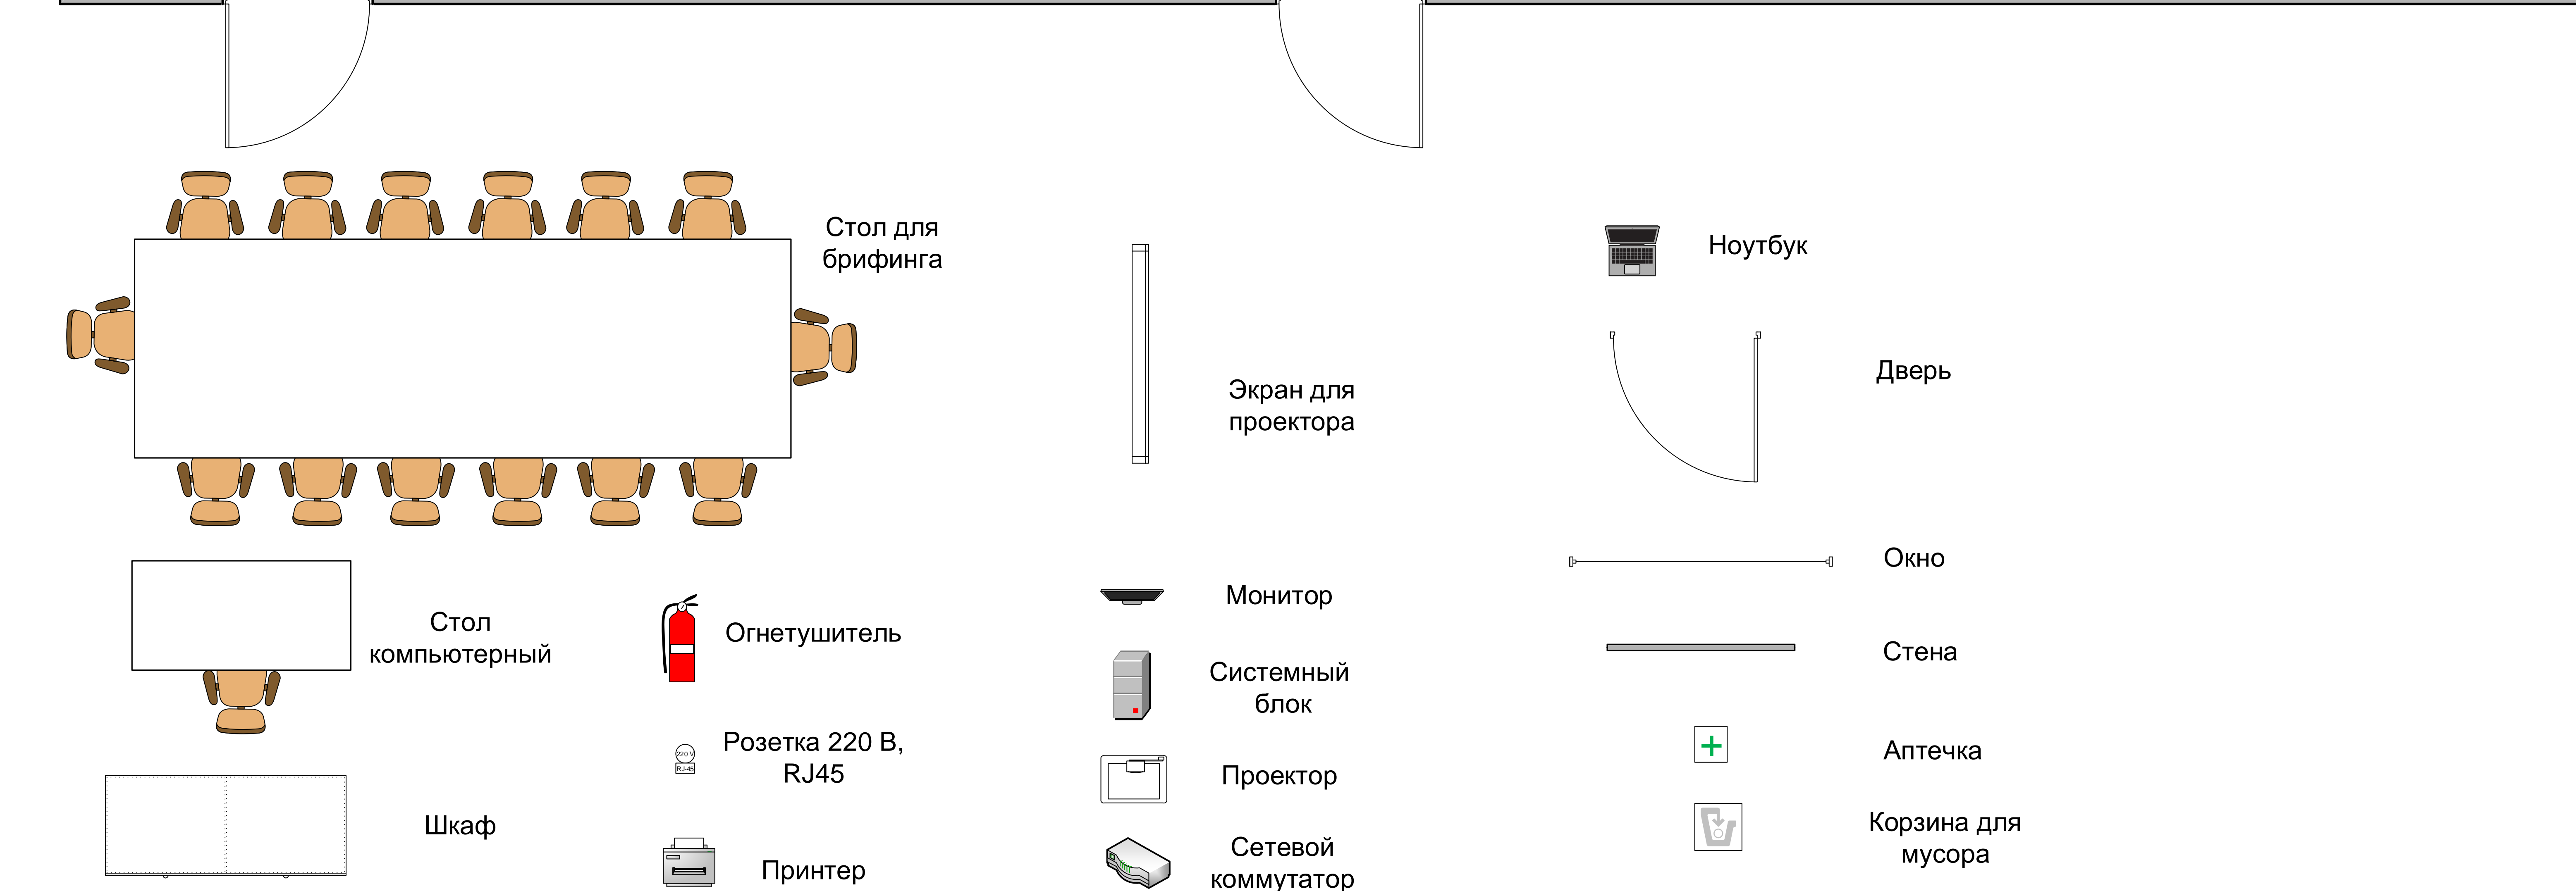 Стол для
брифинга
Экран для
проектора
Ноутбук
Дверь
Стол
компьютерный
Огнетушитель
Монитор
Окно
Системный
блок
Стена
220 V
RJ-45
Розетка 220 В,
RJ45
Проектор
Аптечка
Шкаф
Принтер
Сетевой
коммутатор
Корзина для
мусора